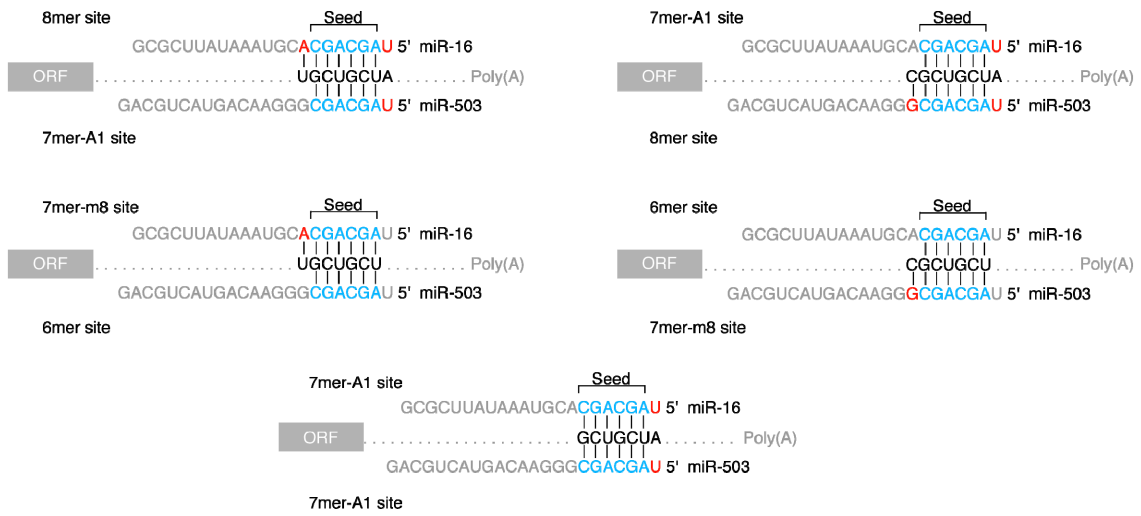 8mer site
Seed
GCGCUUAUAAAUGCACGACGAU 5' miR-16
ORF UGCUGCUA Poly(A)
GACGUCAUGACAAGGGCGACGAU 5' miR-503
7mer-A1 site
7mer-A1 site
Seed
GCGCUUAUAAAUGCACGACGAU 5' miR-16
ORF CGCUGCUA Poly(A)
GACGUCAUGACAAGGGCGACGAU 5' miR-503
8mer site
7mer-m8 site
Seed
GCGCUUAUAAAUGCACGACGAU 5' miR-16
ORF UGCUGCU Poly(A)
GACGUCAUGACAAGGGCGACGAU 5' miR-503
6mer site
6mer site
Seed
GCGCUUAUAAAUGCACGACGAU 5' miR-16
ORF CGCUGCU Poly(A)
GACGUCAUGACAAGGGCGACGAU 5' miR-503
7mer-m8 site
7mer-A1 site
Seed
GCGCUUAUAAAUGCACGACGAU 5' miR-16
ORF GCUGCUA Poly(A)
GACGUCAUGACAAGGGCGACGAU 5' miR-503
7mer-A1 site